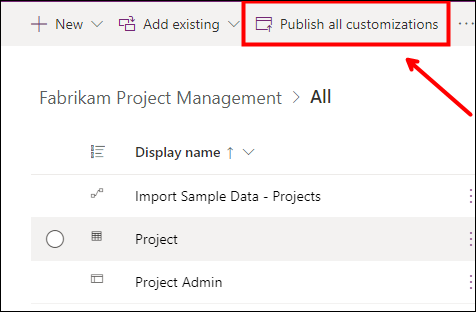 New Add existing Publish all customizations ...
Fabrikam Project Management > All
Display name ↑
Import Sample Data - Projects
Project
Project Admin